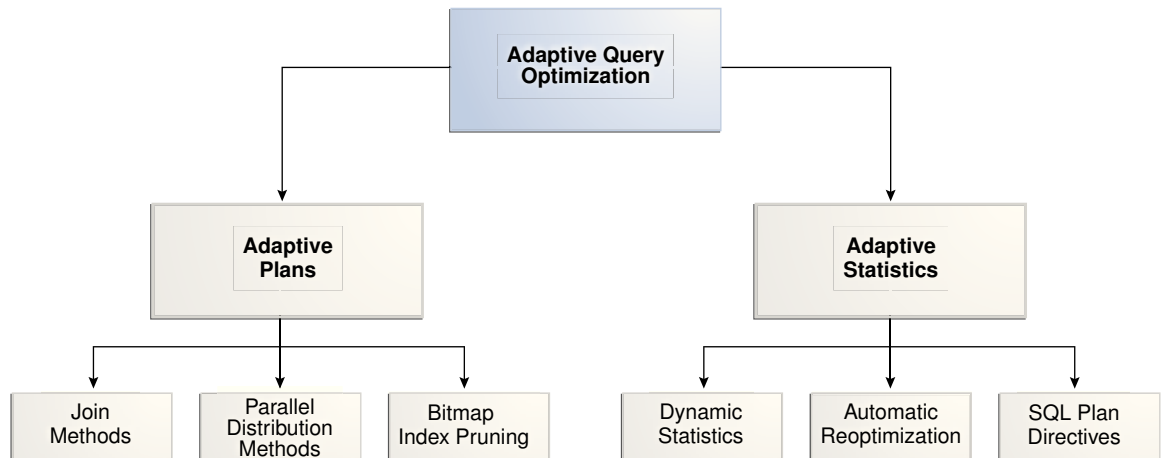 Adaptive Query
Optimization
Adaptive
Plans
Adaptive
Statistics
Join
Methods
Parallel
Distribution
Methods
Bitmap
Index Pruning
Dynamic
Statistics
Automatic
Reoptimization
SQL Plan
Directives